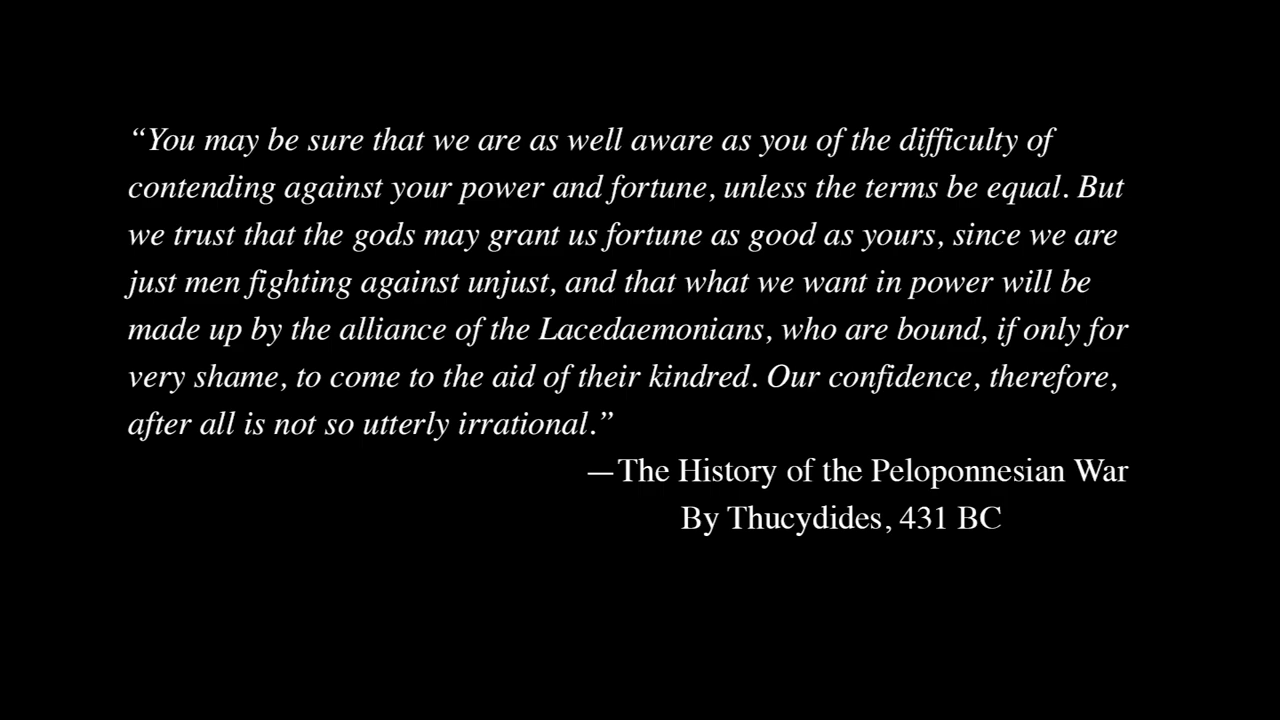 “You may be sure that we are as well aware as you of the difficulty of
contending against your power and fortune, unless the terms be equal. But
we trust that the gods may grant us fortune as good as yours, since we are
just men fighting against unjust, and that what we want in power will be
made up by the alliance of the Lacedaemonians, who are bound, if only for
very shame, to come to the aid of their kindred. Our confidence, therefore,
after all is not so utterly irrational.”
—The History of the Peloponnesian War
By Thucydides, 431 BC